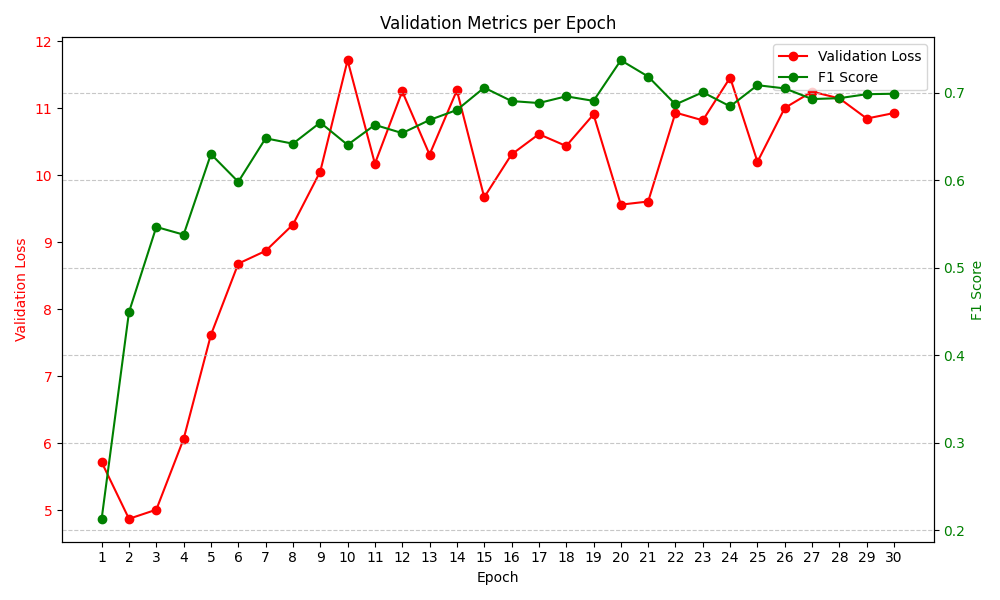 Validation Metrics per Epoch
12
11
10
9
8
7
6
5
Validation Loss
Validation Loss
F1 Score
0.7
0.6
0.5
0.4
0.3
0.2
F1 Score
1 2 3 4 5 6 7 8 9 10 11 12 13 14 15 16 17 18 19 20 21 22 23 24 25 26 27 28 29 30
Epoch